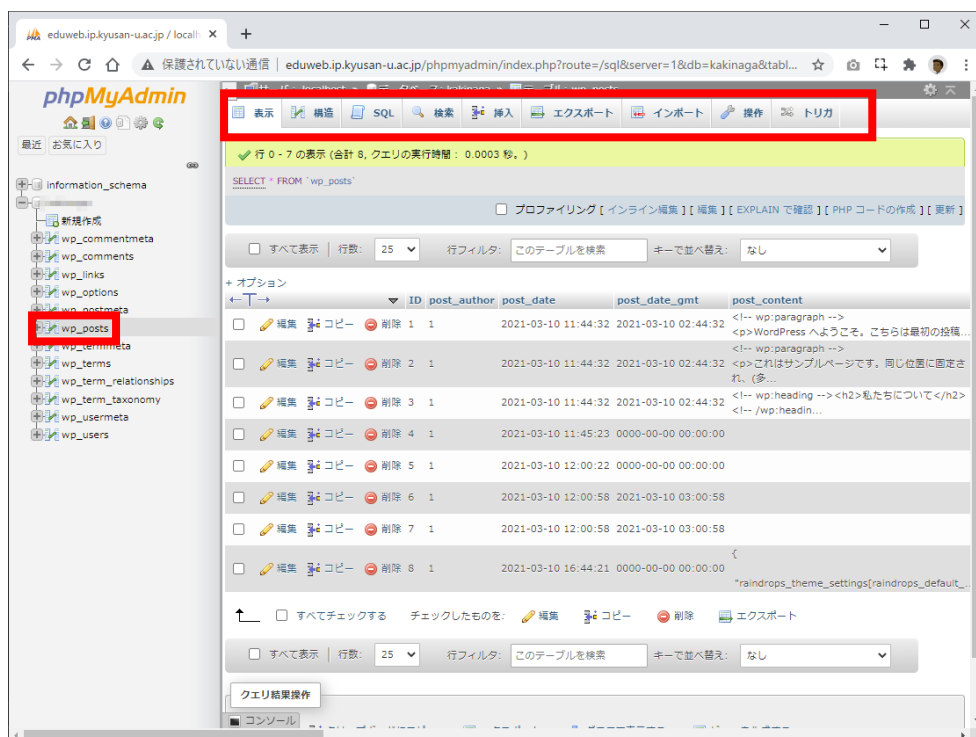 eduweb.ip.kyusan-u.ac.jp / localh
保護されていない通信 | eduweb.ip.kyusan-u.ac.jp/phpmyadmin/index.php?route=/sql&server=1&db=kakinaga&tabl...
phpMyAdmin
最近 お気に入り
information_schema
新規作成
wp_commentmeta
wp_comments
wp_links
wp_options
wp_postmeta
wp_posts
wp_termmeta
wp_terms
wp_term_relationships
wp_term_taxonomy
wp_usermeta
wp_users
表示 構造 SQL 検索 挿入 エクスポート インポート 操作 トリガ
行 0 - 7 の表示 (合計 8, クエリの実行時間： 0.0003 秒。)
SELECT * FROM `wp_posts`
プロファイリング [ インライン編集 ] [ 編集 ] [ EXPLAIN で確認 ] [ PHP コードの作成 ] [ 更新 ]
すべて表示 | 行数: 25 行フィルタ: このテーブルを検索 キーで並べ替え: なし
+ オプション
←T→ ID post_author post_date post_date_gmt post_content
編集 コピー 削除 1 1 2021-03-10 11:44:32 2021-03-10 02:44:32 <!-- wp:paragraph -->
<p>WordPress へようこそ。こちらは最初の投稿...
編集 コピー 削除 2 1 2021-03-10 11:44:32 2021-03-10 02:44:32 <!-- wp:paragraph -->
<p>これはサンプルページです。同じ位置に固定さ
れ、(多...
編集 コピー 削除 3 1 2021-03-10 11:44:32 2021-03-10 02:44:32 <!-- wp:heading --><h2>私たちについて</h2>
<!-- /wp:headin...
編集 コピー 削除 4 1 2021-03-10 11:45:23 0000-00-00 00:00:00
編集 コピー 削除 5 1 2021-03-10 12:00:22 0000-00-00 00:00:00
編集 コピー 削除 6 1 2021-03-10 12:00:58 2021-03-10 03:00:58
編集 コピー 削除 7 1 2021-03-10 12:00:58 2021-03-10 03:00:58
編集 コピー 削除 8 1 2021-03-10 16:44:21 0000-00-00 00:00:00 {
"raindrops_theme_settings[raindrops_default_...
すべてチェックする チェックしたものを: 編集 コピー 削除 エクスポート
すべて表示 | 行数: 25 行フィルタ: このテーブルを検索 キーで並べ替え: なし
クエリ結果操作
コンソール